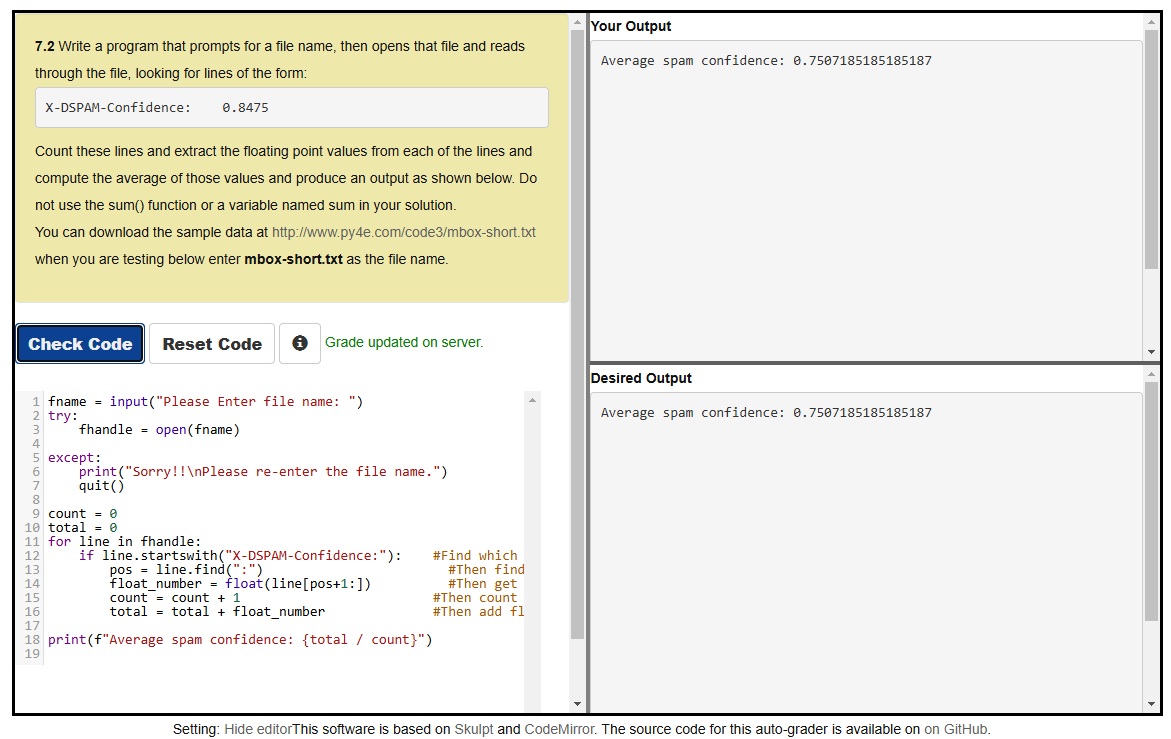 7.2 Write a program that prompts for a file name, then opens that file and reads
through the file, looking for lines of the form:
X-DSPAM-Confidence:    0.8475
Count these lines and extract the floating point values from each of the lines and
compute the average of those values and produce an output as shown below. Do
not use the sum() function or a variable named sum in your solution.
You can download the sample data at http://www.py4e.com/code3/mbox-short.txt
when you are testing below enter mbox-short.txt as the file name.
Check Code Reset Code Grade updated on server.
1 fname = input("Please Enter file name: ")
2 try:
3     fhandle = open(fname)
4
5 except:
6     print("Sorry!!\nPlease re-enter the file name.")
7     quit()
8
9 count = 0
10 total = 0
11 for line in fhandle:
12     if line.startswith("X-DSPAM-Confidence:"):    #Find which
13         pos = line.find(":")                        #Then find
14         float_number = float(line[pos+1:])          #Then get
15         count = count + 1                         #Then count
16         total = total + float_number              #Then add fl
17
18 print(f"Average spam confidence: {total / count}")
19
Your Output
Average spam confidence: 0.7507185185185187
Desired Output
Average spam confidence: 0.7507185185185187
Setting: Hide editorThis software is based on Skulpt and CodeMirror. The source code for this auto-grader is available on on GitHub.